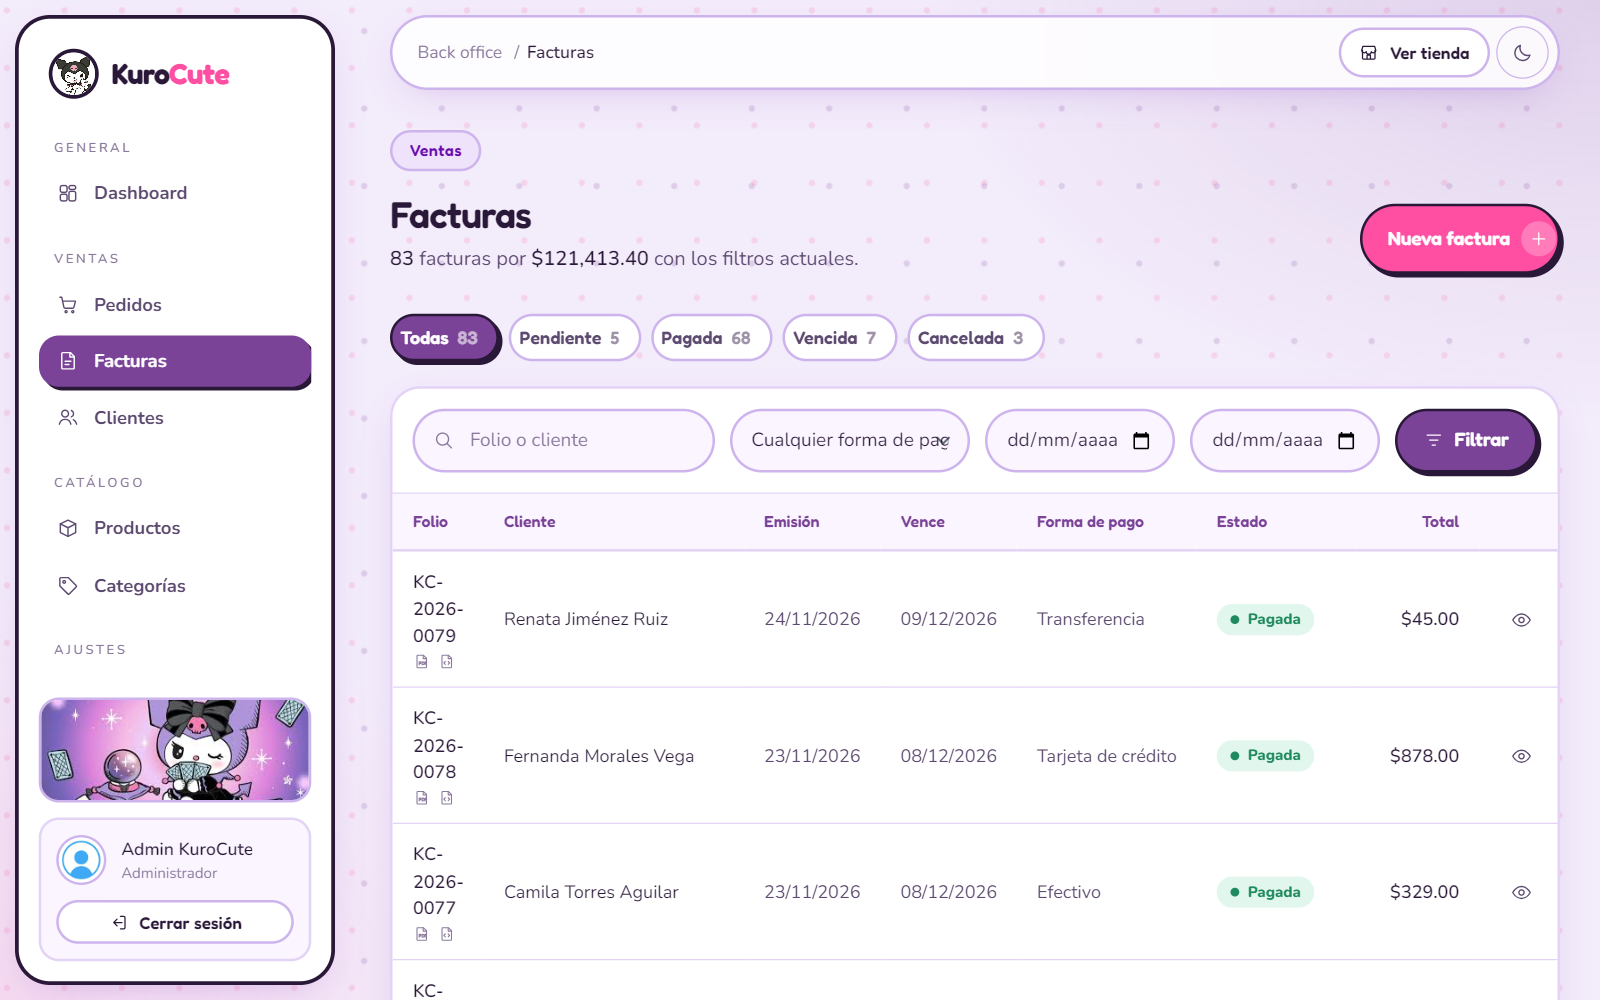 KuroCute
GENERAL
Dashboard
VENTAS
Pedidos
Facturas
Clientes
CATÁLOGO
Productos
Categorías
AJUSTES
Admin KuroCute
Administrador
Cerrar sesión
Back office / Facturas
Ver tienda
Ventas
Facturas
83 facturas por $121,413.40 con los filtros actuales.
Nueva factura
Todas 83
Pendiente 5
Pagada 68
Vencida 7
Cancelada 3
Folio o cliente
Cualquier forma de pag
dd/mm/aaaa
dd/mm/aaaa
Filtrar
Folio Cliente Emisión Vence Forma de pago Estado Total
KC-
2026-
0079
Renata Jiménez Ruiz 24/11/2026 09/12/2026 Transferencia Pagada $45.00
KC-
2026-
0078
Fernanda Morales Vega 23/11/2026 08/12/2026 Tarjeta de crédito Pagada $878.00
KC-
2026-
0077
Camila Torres Aguilar 23/11/2026 08/12/2026 Efectivo Pagada $329.00
KC-